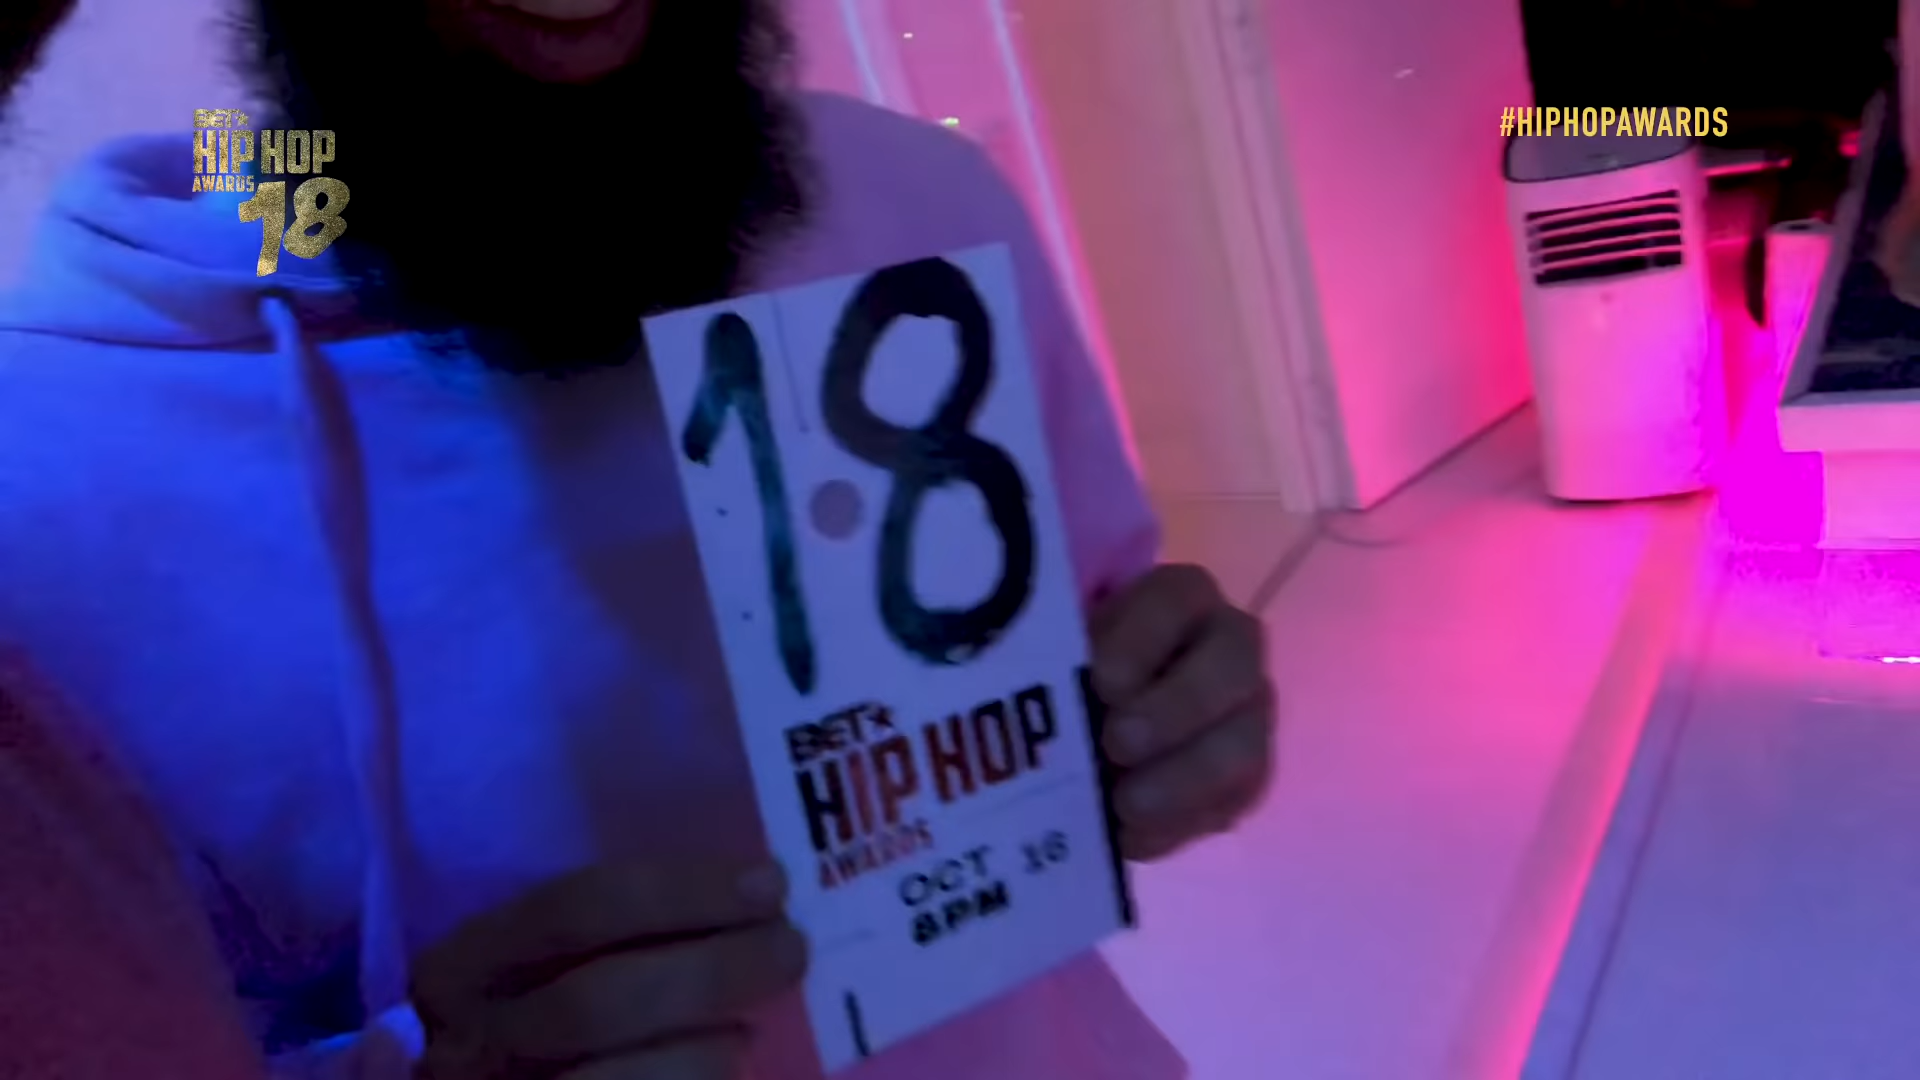 BET★
HIP HOP
AWARDS
18
#HIPHOPAWARDS
18
BET★
HIP HOP
AWARDS
OCT 16
8PM